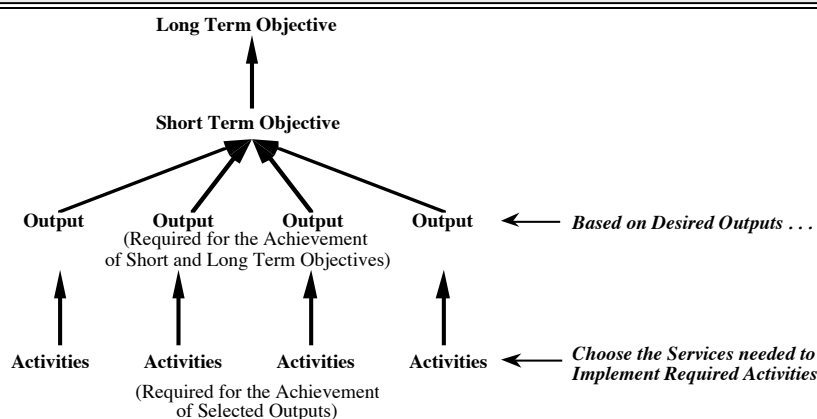 Long Term Objective
Short Term Objective
Output Output Output Output Based on Desired Outputs . . .
(Required for the Achievement
of Short and Long Term Objectives)
Activities Activities Activities Activities Choose the Services needed to
Implement Required Activities
(Required for the Achievement
of Selected Outputs)